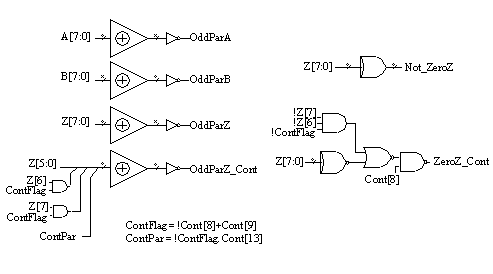 A [7:0]
OddParA
B[7:0]
OddParB
Z[7:0]
OddParZ
Z[5:0]
OddParZ_Cont
Z[6]
ContFlag
Z[7]
ContFlag
ContPar
ContFlag = !Cont[8]+Cont[9]
ContPar = !ContFlag. Cont[13]
Z[7:0]
Not_ZeroZ
!Z[7]
!Z[6]
!ContFlag
Z[7:0]
Cont[8]
ZeroZ_Cont